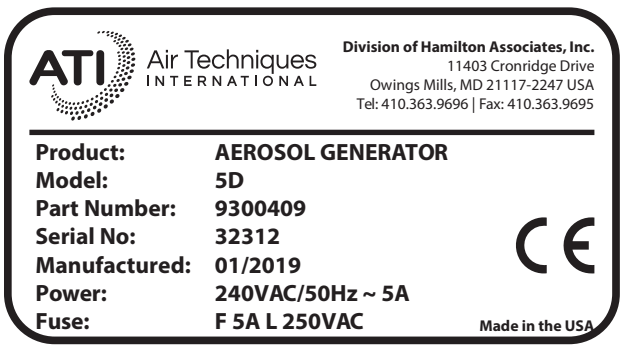 ATI Air Techniques
INTERNATIONAL
Division of Hamilton Associates, Inc.
11403 Cronridge Drive
Owings Mills, MD 21117-2247 USA
Tel: 410.363.9696 | Fax: 410.363.9695
Product: AEROSOL GENERATOR
Model: 5D
Part Number: 9300409
Serial No: 32312
Manufactured: 01/2019
Power: 240VAC/50Hz ~ 5A
Fuse: F 5A L 250VAC
CE
Made in the USA